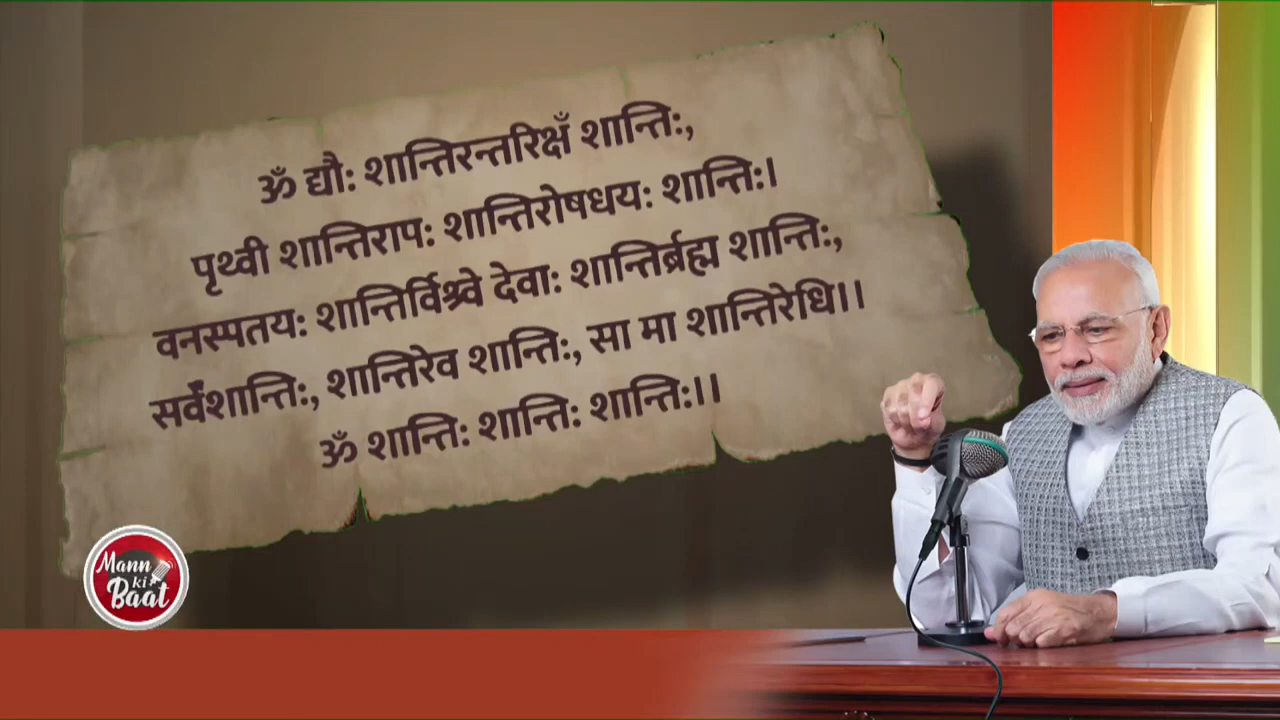 ॐ द्यौः शान्तिरन्तरिक्षँ शान्तिः,
पृथ्वी शान्तिरापः शान्तिरोषधयः शान्तिः।
वनस्पतयः शान्तिर्विश्र्वे देवाः शान्तिर्ब्रह्म शान्तिः,
सर्वँशान्तिः, शान्तिरेव शान्तिः, सा मा शान्तिरेधि।।
ॐ शान्तिः शान्तिः शान्तिः।।
Mann
ki
Baat